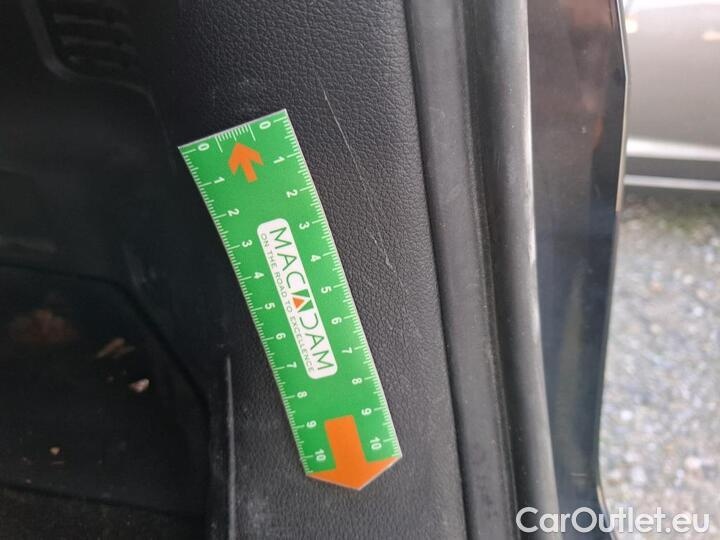 0 1 2 3 4 5 6 7 8 9 10
MACADAM
ON THE ROAD TO EXCELLENCE
0 1 2 3 4 5 6 7 8 9 10
CarOutlet.eu